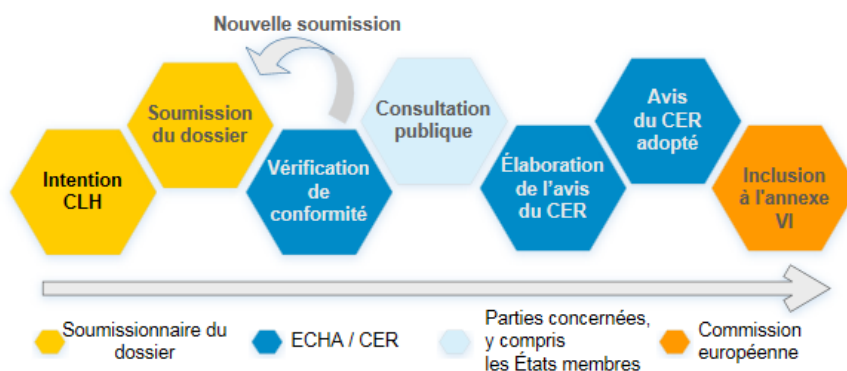 Nouvelle soumission
Intention
CLH
Soumission
du dossier
Vérification
de
conformité
Consultation
publique
Élaboration
de l'avis
du CER
Avis
du CER
adopté
Inclusion
à l'annexe
VI
Soumissionnaire du
dossier
ECHA / CER
Parties concernées,
y compris
les États membres
Commission
européenne